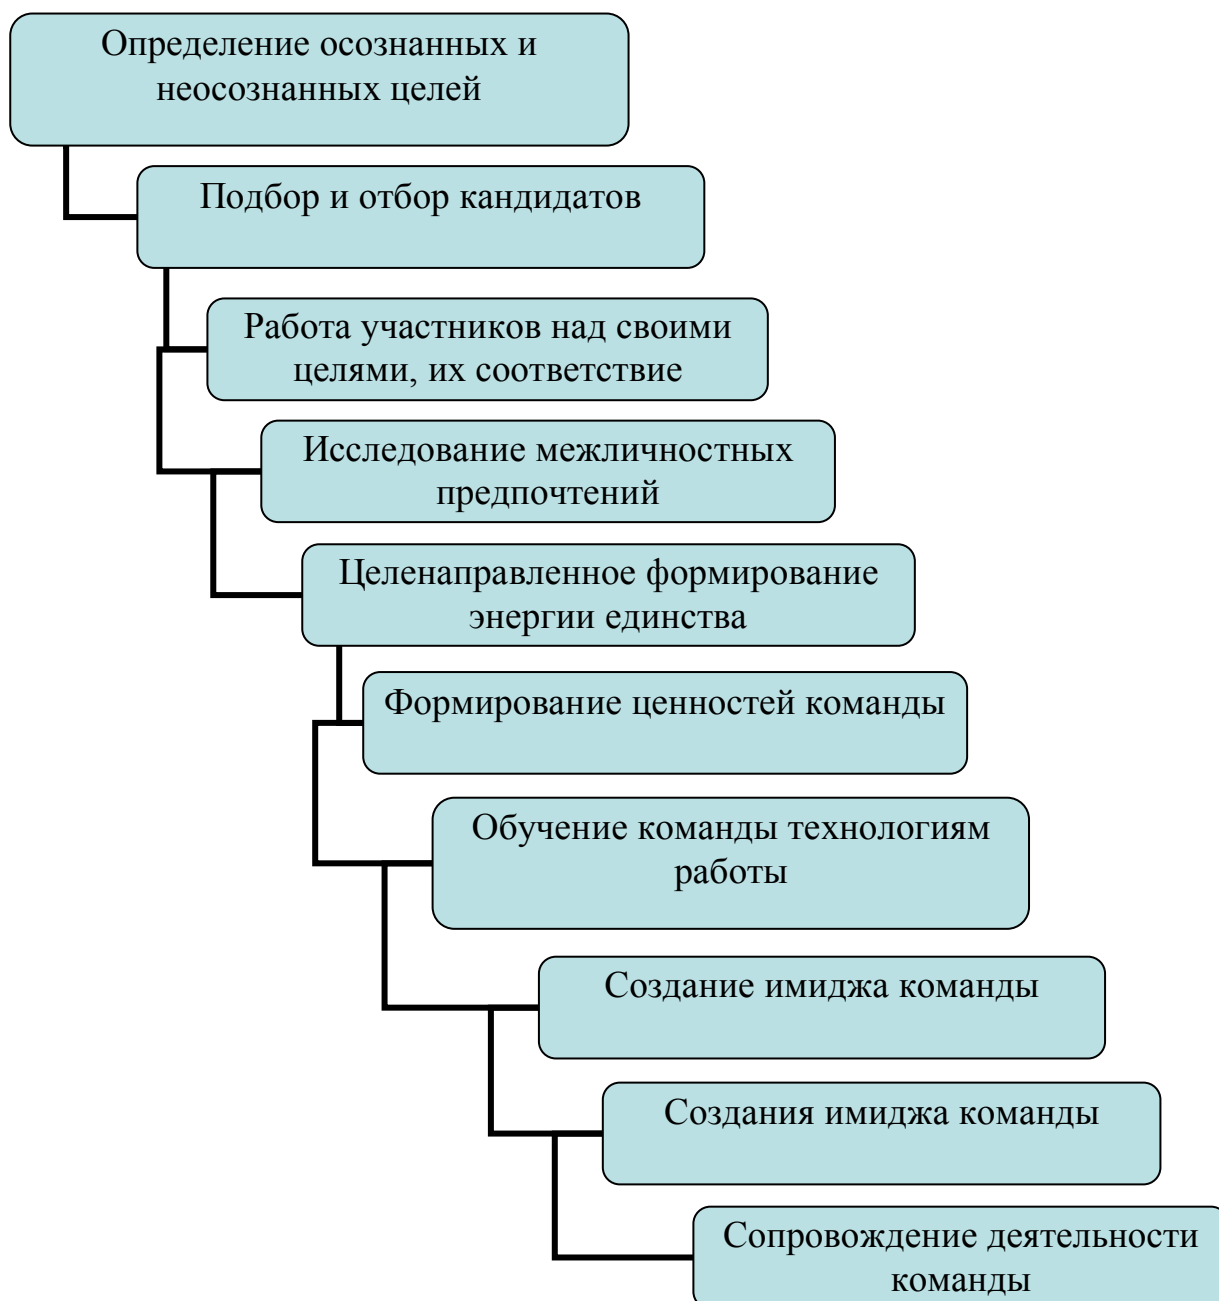 Определение осознанных и
неосознанных целей
Подбор и отбор кандидатов
Работа участников над своими
целями, их соответствие
Исследование межличностных
предпочтений
Целенаправленное формирование
энергии единства
Формирование ценностей команды
Обучение команды технологиям
работы
Создание имиджа команды
Создания имиджа команды
Сопровождение деятельности
команды